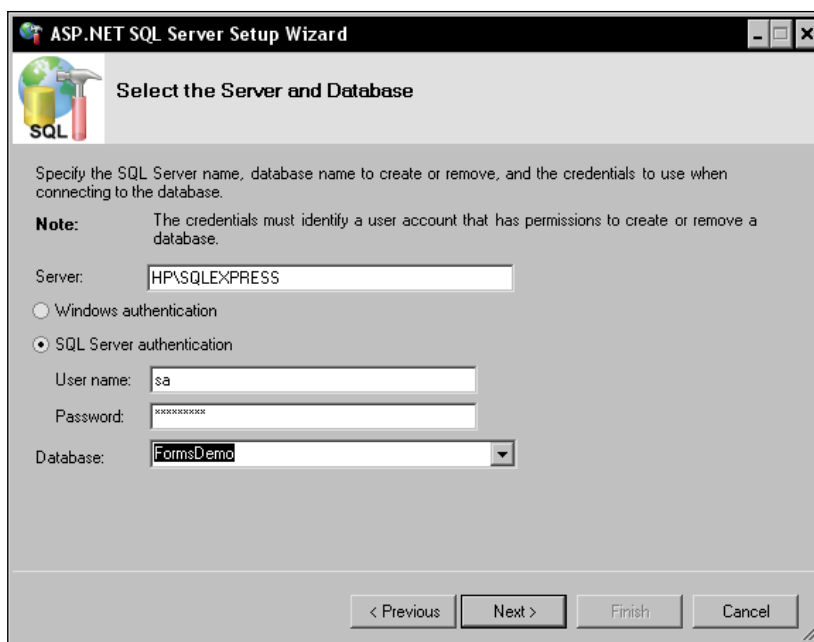 ASP.NET SQL Server Setup Wizard
Select the Server and Database
SQL
Specify the SQL Server name, database name to create or remove, and the credentials to use when
connecting to the database.
Note: The credentials must identify a user account that has permissions to create or remove a
database.
Server: HP\SQLEXPRESS
Windows authentication
SQL Server authentication
User name: sa
Password: *********
Database: FormsDemo
< Previous Next > Finish Cancel